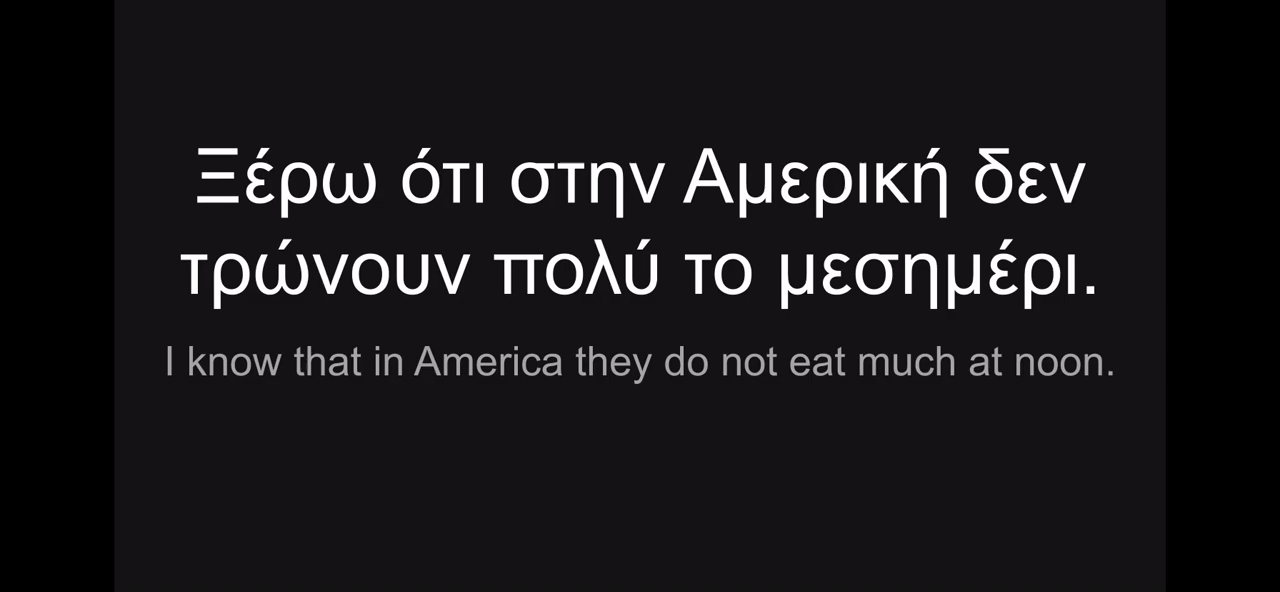 Ξέρω ότι στην Αμερική δεν
τρώνουν πολύ το μεσημέρι.
I know that in America they do not eat much at noon.